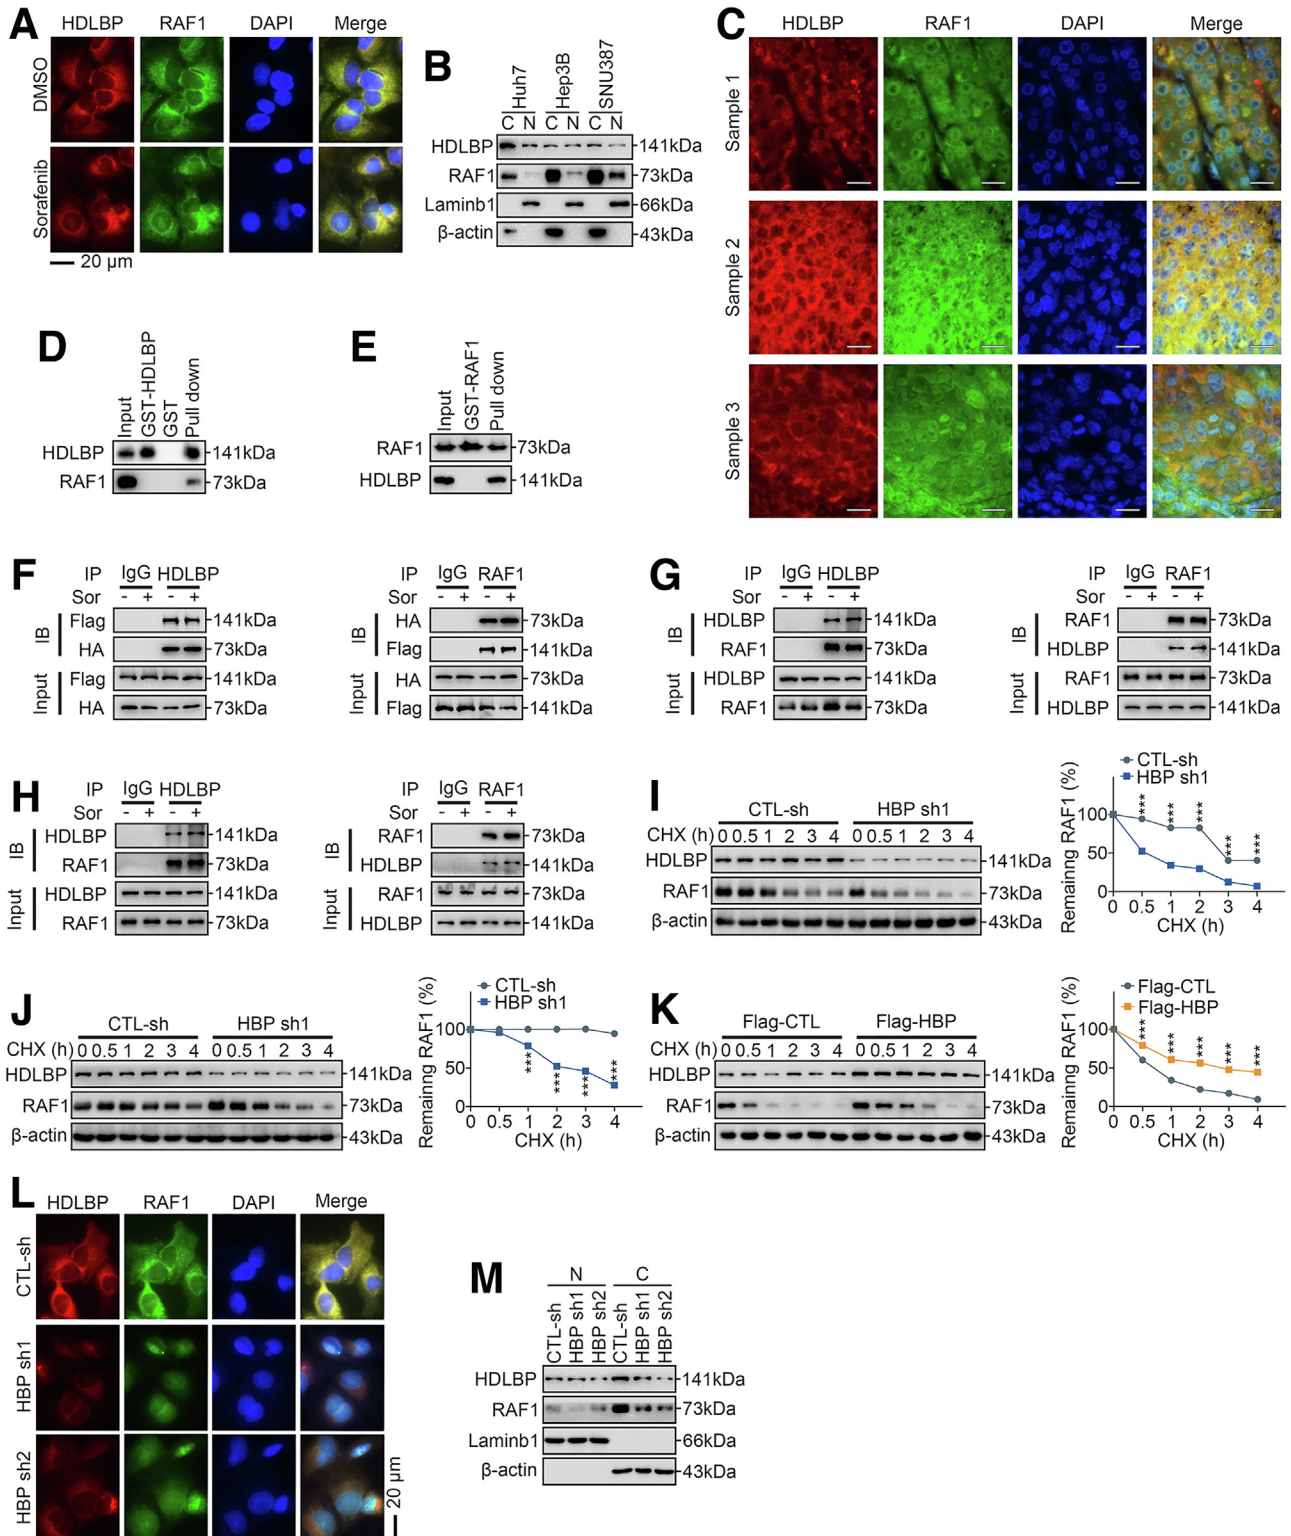 A
HDLBP RAF1 DAPI Merge
DMSO
Sorafenib
20 µm
B
Huh7 Hep3B SNU387
C N C N C N
HDLBP 141kDa
RAF1 73kDa
Laminb1 66kDa
β-actin 43kDa
C
HDLBP RAF1 DAPI Merge
Sample 1
Sample 2
Sample 3
D
Input GST-HDLBP GST Pull down
HDLBP 141kDa
RAF1 73kDa
E
Input GST-RAF1 Pull down
RAF1 73kDa
HDLBP 141kDa
F
IP IgG HDLBP
Sor - + - +
IB
Flag 141kDa
HA 73kDa
Input
Flag 141kDa
HA 73kDa
IP IgG RAF1
Sor - + - +
IB
HA 73kDa
Flag 141kDa
Input
HA 73kDa
Flag 141kDa
G
IP IgG HDLBP
Sor - + - +
IB
HDLBP 141kDa
RAF1 73kDa
Input
HDLBP 141kDa
RAF1 73kDa
IP IgG RAF1
Sor - + - +
IB
RAF1 73kDa
HDLBP 141kDa
Input
RAF1 73kDa
HDLBP 141kDa
H
IP IgG HDLBP
Sor - + - +
IB
HDLBP 141kDa
RAF1 73kDa
Input
HDLBP 141kDa
RAF1 73kDa
IP IgG RAF1
Sor - + - +
IB
RAF1 73kDa
HDLBP 141kDa
Input
RAF1 73kDa
HDLBP 141kDa
I
CTL-sh HBP sh1
CHX (h) 0 0.5 1 2 3 4 0 0.5 1 2 3 4
HDLBP 141kDa
RAF1 73kDa
β-actin 43kDa
CTL-sh
HBP sh1
Remainng RAF1 (%)
100
50
0
*** *** *** *** ***
0 0.5 1 2 3 4
CHX (h)
J
CTL-sh HBP sh1
CHX (h) 0 0.5 1 2 3 4 0 0.5 1 2 3 4
HDLBP 141kDa
RAF1 73kDa
β-actin 43kDa
CTL-sh
HBP sh1
Remainng RAF1 (%)
100
50
0
*** *** *** ***
0 0.5 1 2 3 4
CHX (h)
K
Flag-CTL Flag-HBP
CHX (h) 0 0.5 1 2 3 4 0 0.5 1 2 3 4
HDLBP 141kDa
RAF1 73kDa
β-actin 43kDa
Flag-CTL
Flag-HBP
Remainng RAF1 (%)
100
50
0
*** *** *** *** ***
0 0.5 1 2 3 4
CHX (h)
L
HDLBP RAF1 DAPI Merge
CTL-sh
HBP sh1
HBP sh2
20 µm
M
N C
CTL-sh HBP sh1 HBP sh2 CTL-sh HBP sh1 HBP sh2
HDLBP 141kDa
RAF1 73kDa
Laminb1 66kDa
β-actin 43kDa